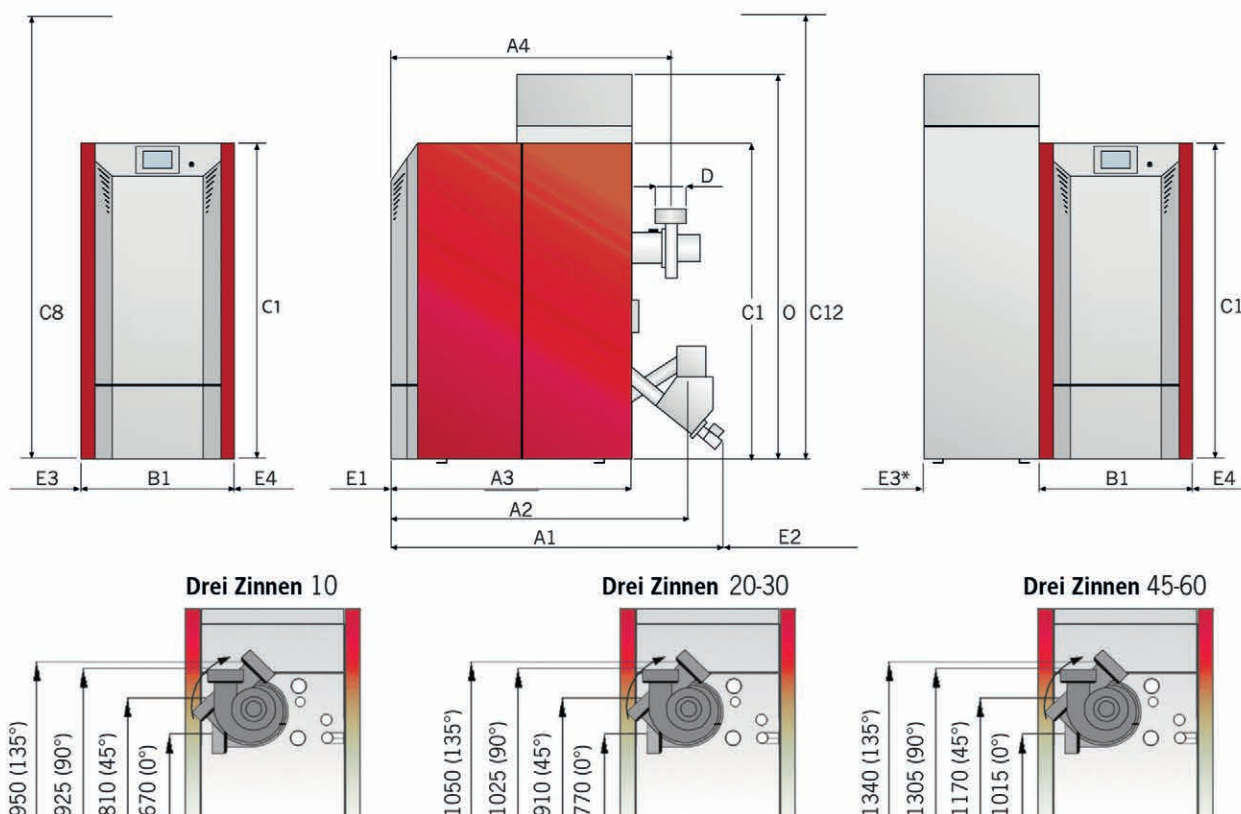 A4
D
C8
C1
C1
O
C12
C1
E3
B1
E4
E1
A3
A2
A1
E2
E3*
B1
E4
Drei Zinnen 10
Drei Zinnen 20-30
Drei Zinnen 45-60
950 (135°)
925 (90°)
810 (45°)
670 (0°)
1050 (135°)
1025 (90°)
910 (45°)
770 (0°)
1340 (135°)
1305 (90°)
1170 (45°)
1015 (0°)